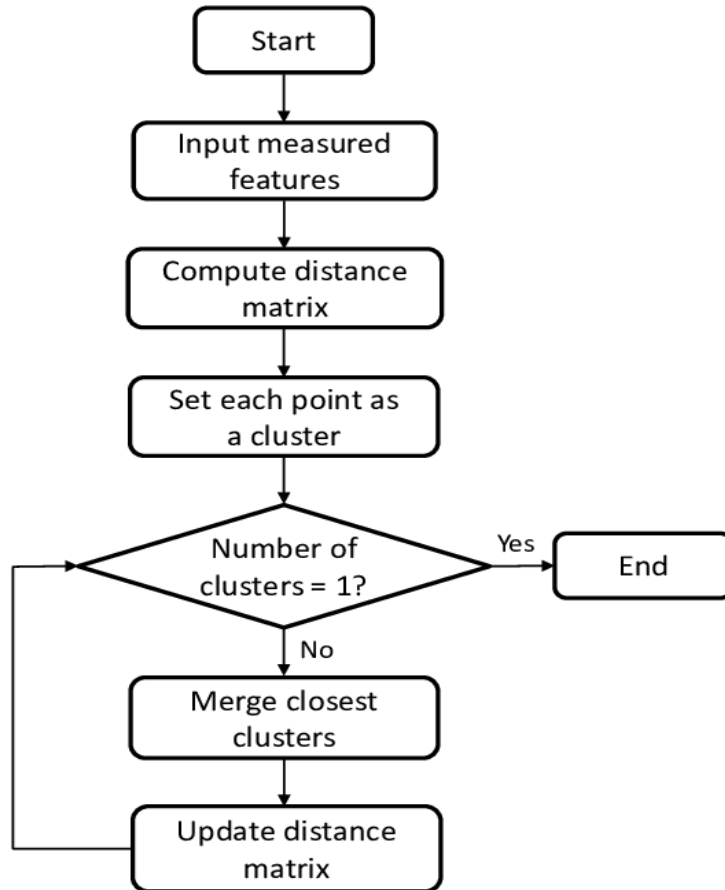 Start
Input measured
features
Compute distance
matrix
Set each point as
a cluster
Number of
clusters = 1?
Yes
End
No
Merge closest
clusters
Update distance
matrix